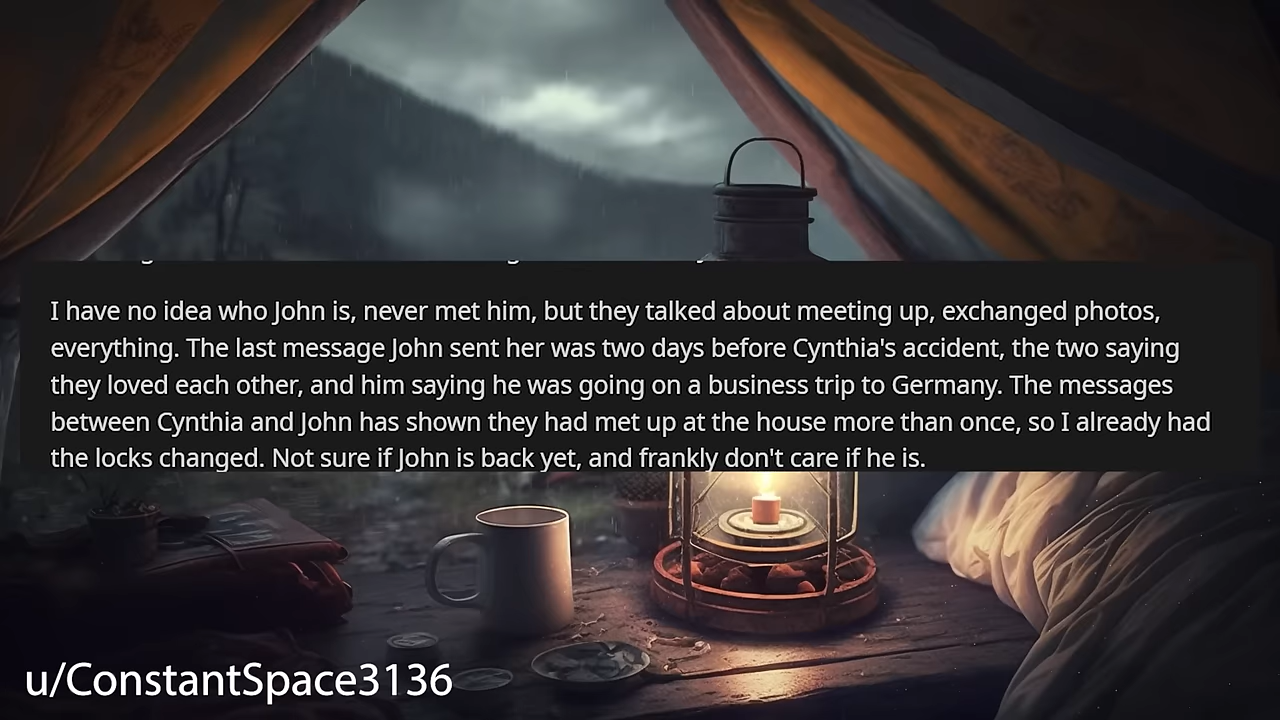 I have no idea who John is, never met him, but they talked about meeting up, exchanged photos,
everything. The last message John sent her was two days before Cynthia's accident, the two saying
they loved each other, and him saying he was going on a business trip to Germany. The messages
between Cynthia and John has shown they had met up at the house more than once, so I already had
the locks changed. Not sure if John is back yet, and frankly don't care if he is.
u/ConstantSpace3136